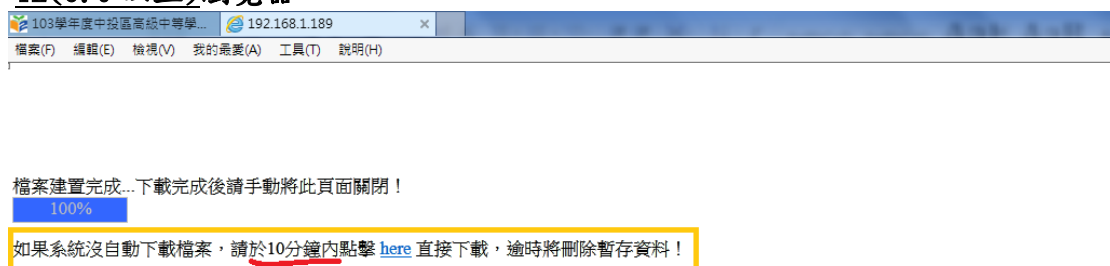 103學年度中投區高級中等學... 192.168.1.189 ×
檔案(F) 編輯(E) 檢視(V) 我的最愛(A) 工具(T) 說明(H)
檔案建置完成...下載完成後請手動將此頁面關閉！
100%
如果系統沒自動下載檔案，請於10分鐘內點擊 here 直接下載，逾時將刪除暫存資料！